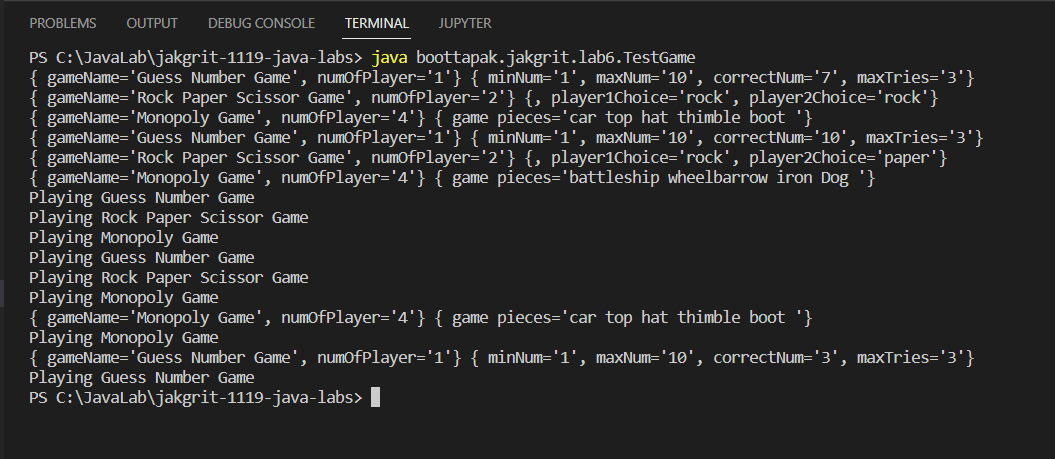 PROBLEMS OUTPUT DEBUG CONSOLE TERMINAL JUPYTER
PS C:\JavaLab\jakgrit-1119-java-labs> java boottapak.jakgrit.lab6.TestGame
{ gameName='Guess Number Game', numOfPlayer='1'} { minNum='1', maxNum='10', correctNum='7', maxTries='3'}
{ gameName='Rock Paper Scissor Game', numOfPlayer='2'} {, player1Choice='rock', player2Choice='rock'}
{ gameName='Monopoly Game', numOfPlayer='4'} { game pieces='car top hat thimble boot '}
{ gameName='Guess Number Game', numOfPlayer='1'} { minNum='1', maxNum='10', correctNum='10', maxTries='3'}
{ gameName='Rock Paper Scissor Game', numOfPlayer='2'} {, player1Choice='rock', player2Choice='paper'}
{ gameName='Monopoly Game', numOfPlayer='4'} { game pieces='battleship wheelbarrow iron Dog '}
Playing Guess Number Game
Playing Rock Paper Scissor Game
Playing Monopoly Game
Playing Guess Number Game
Playing Rock Paper Scissor Game
Playing Monopoly Game
{ gameName='Monopoly Game', numOfPlayer='4'} { game pieces='car top hat thimble boot '}
Playing Monopoly Game
{ gameName='Guess Number Game', numOfPlayer='1'} { minNum='1', maxNum='10', correctNum='3', maxTries='3'}
Playing Guess Number Game
PS C:\JavaLab\jakgrit-1119-java-labs>